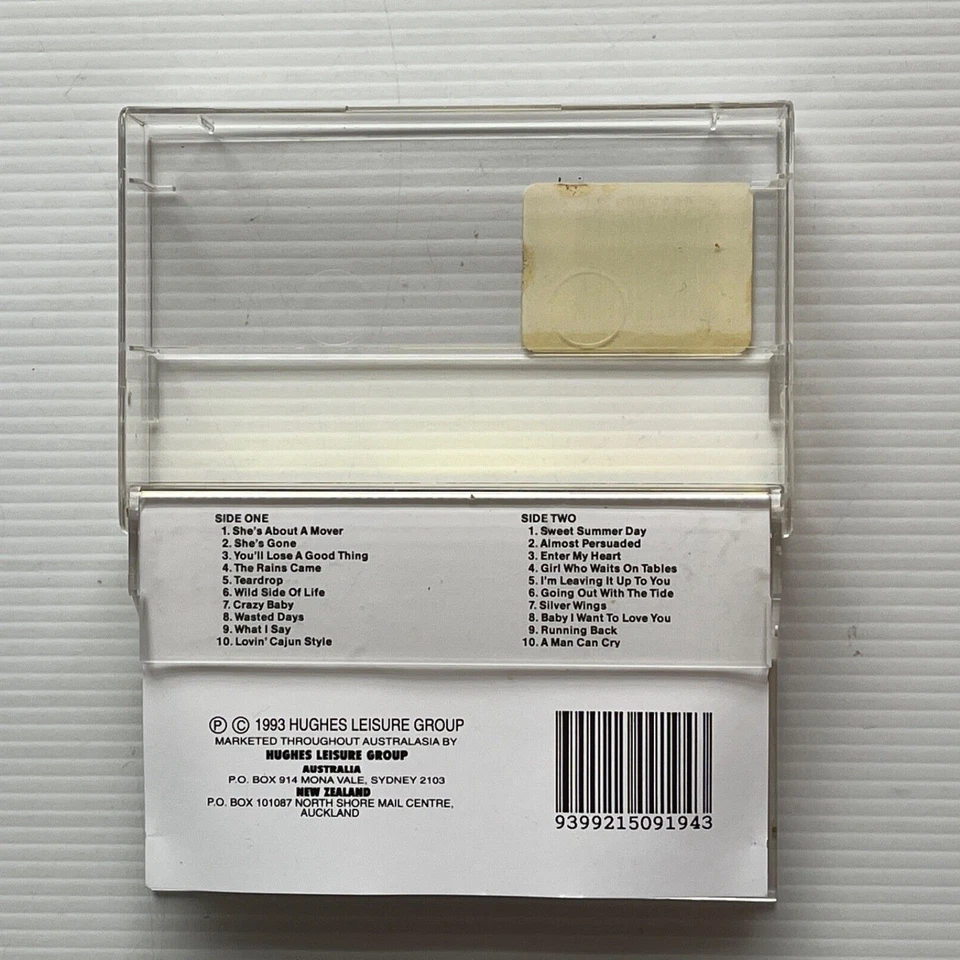 SIDE ONE
1. She's About A Mover
2. She's Gone
3. You'll Lose A Good Thing
4. The Rains Came
5. Teardrop
6. Wild Side Of Life
7. Crazy Baby
8. Wasted Days
9. What I Say
10. Lovin' Cajun Style
SIDE TWO
1. Sweet Summer Day
2. Almost Persuaded
3. Enter My Heart
4. Girl Who Waits On Tables
5. I'm Leaving It Up To You
6. Going Out With The Tide
7. Silver Wings
8. Baby I Want To Love You
9. Running Back
10. A Man Can Cry
Ⓟ © 1993 HUGHES LEISURE GROUP
MARKETED THROUGHOUT AUSTRALASIA BY
HUGHES LEISURE GROUP
AUSTRALIA
P.O. BOX 914 MONA VALE, SYDNEY 2103
NEW ZEALAND
P.O. BOX 101087 NORTH SHORE MAIL CENTRE,
AUCKLAND
9399215091943